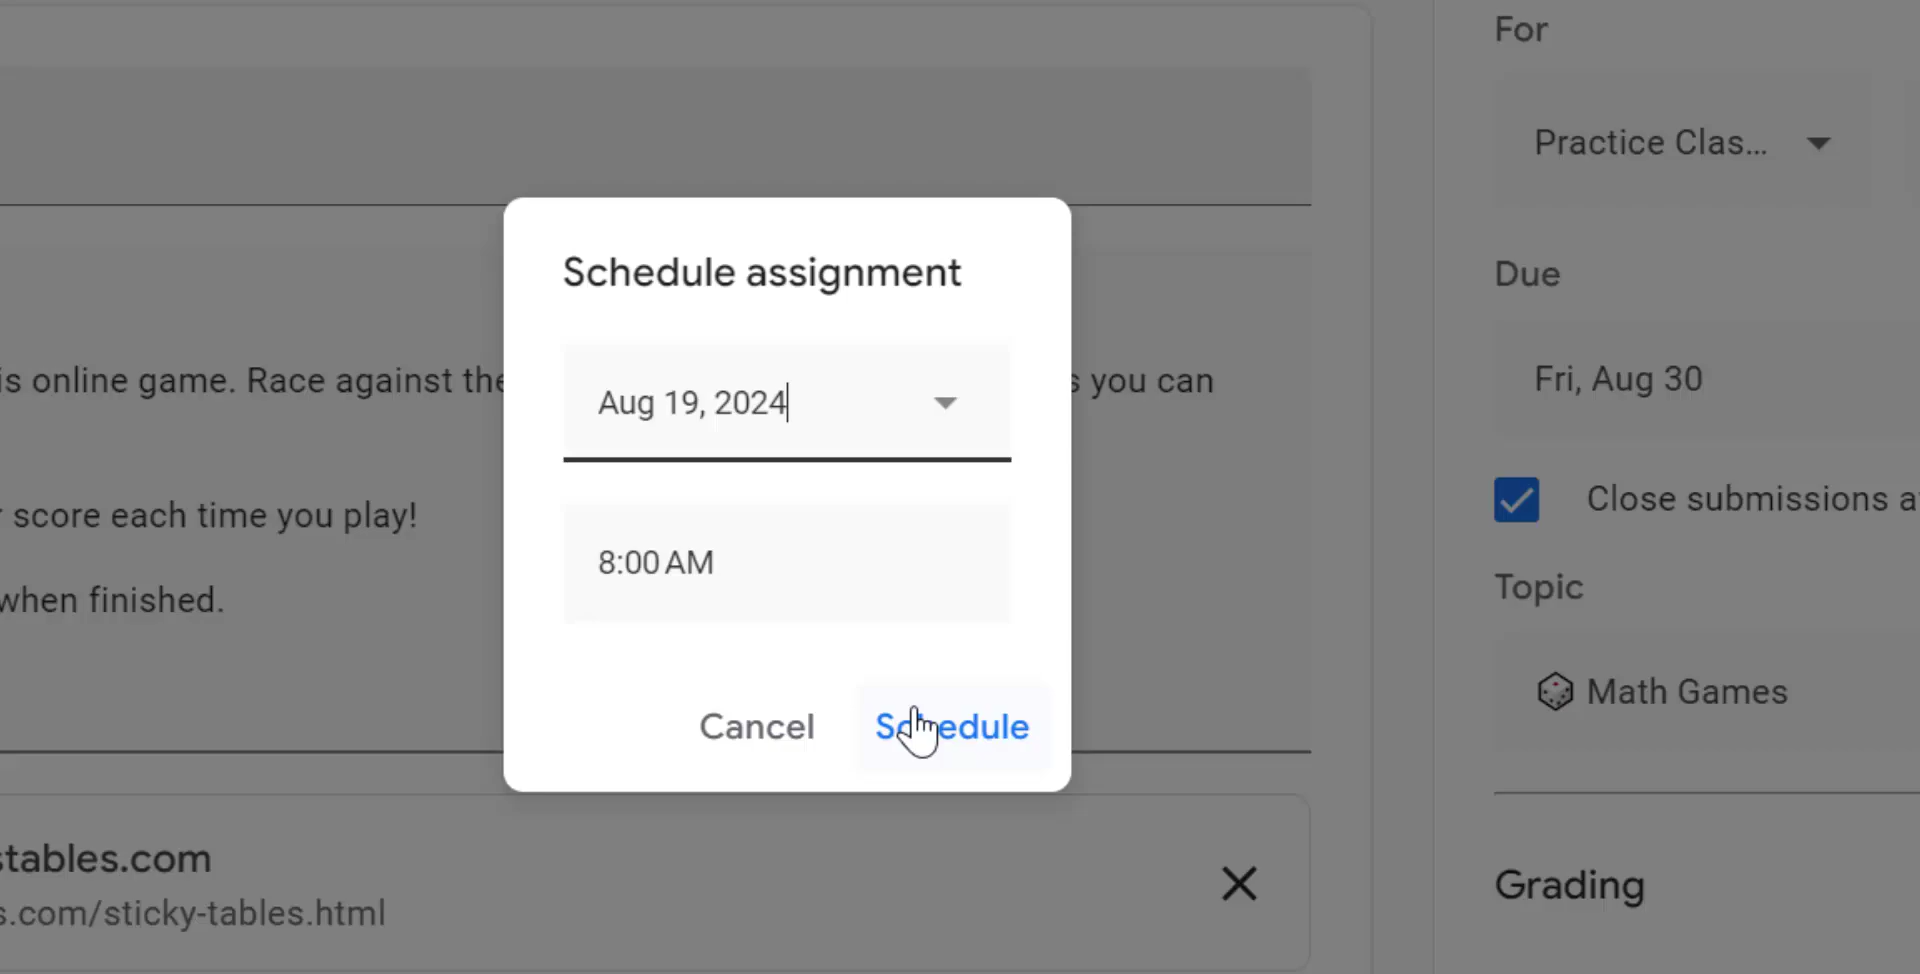 For
Practice Clas...
Schedule assignment
Due
is online game. Race against the
s you can
Aug 19, 2024
Fri, Aug 30
Close submissions a
score each time you play!
8:00 AM
Topic
when finished.
Math Games
Cancel
Schedule
stables.com
Grading
s.com/sticky-tables.html